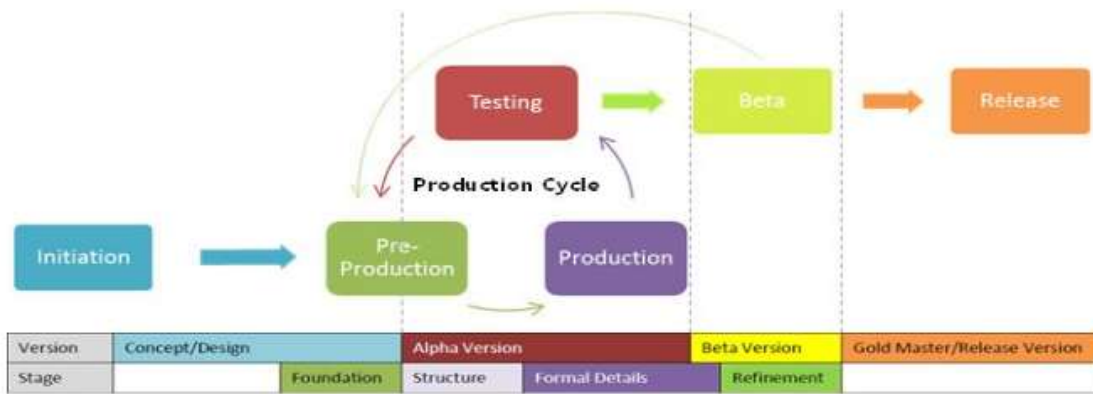 Testing
Beta
Release
Production Cycle
Initiation
Pre-
Production
Production
Version Concept/Design Alpha Version Beta Version Gold Master/Release Version
Stage Foundation Structure Formal Details Refinement